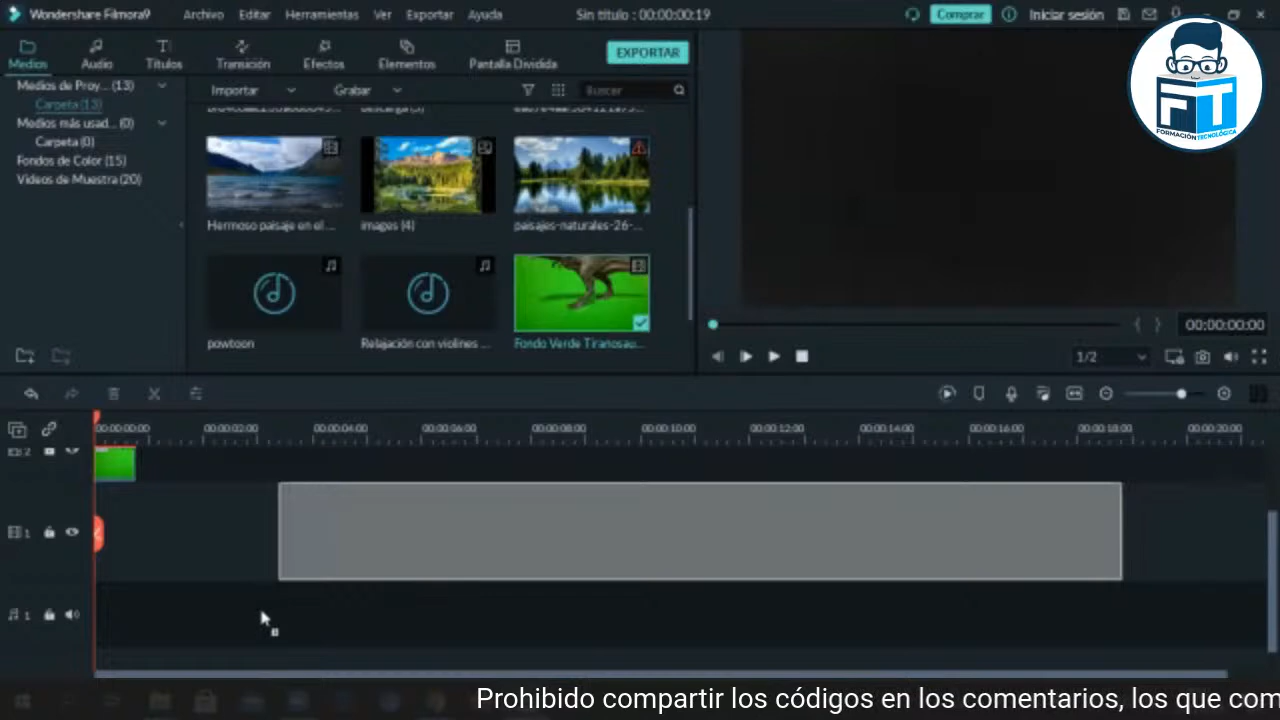 Wondershare Filmora9 Archivo Editar Herramientas Ver Exportar Ayuda Sin título : 00:00:00:19 Comprar Iniciar sesión
Medios Audio Títulos Transición Efectos Elementos Pantalla Dividida EXPORTAR
Medios de Proy... (13)
Carpeta (13)
Medios más usad... (0)
Carpeta (0)
Fondos de Color (15)
Videos de Muestra (20)
Importar Grabar Buscar
Hermoso paisaje en el ... images (4) paisajes-naturales-26-...
powtoon Relajación con violines ... Fondo Verde Tiranosau...
FT
FORMACIÓN TECNOLÓGICA
00:00:00:00
1/2
00:00:00:00 00:00:02:00 00:00:04:00 00:00:06:00 00:00:08:00 00:00:10:00 00:00:12:00 00:00:14:00 00:00:16:00 00:00:18:00 00:00:20:00
2
1
1
Prohibido compartir los códigos en los comentarios, los que com